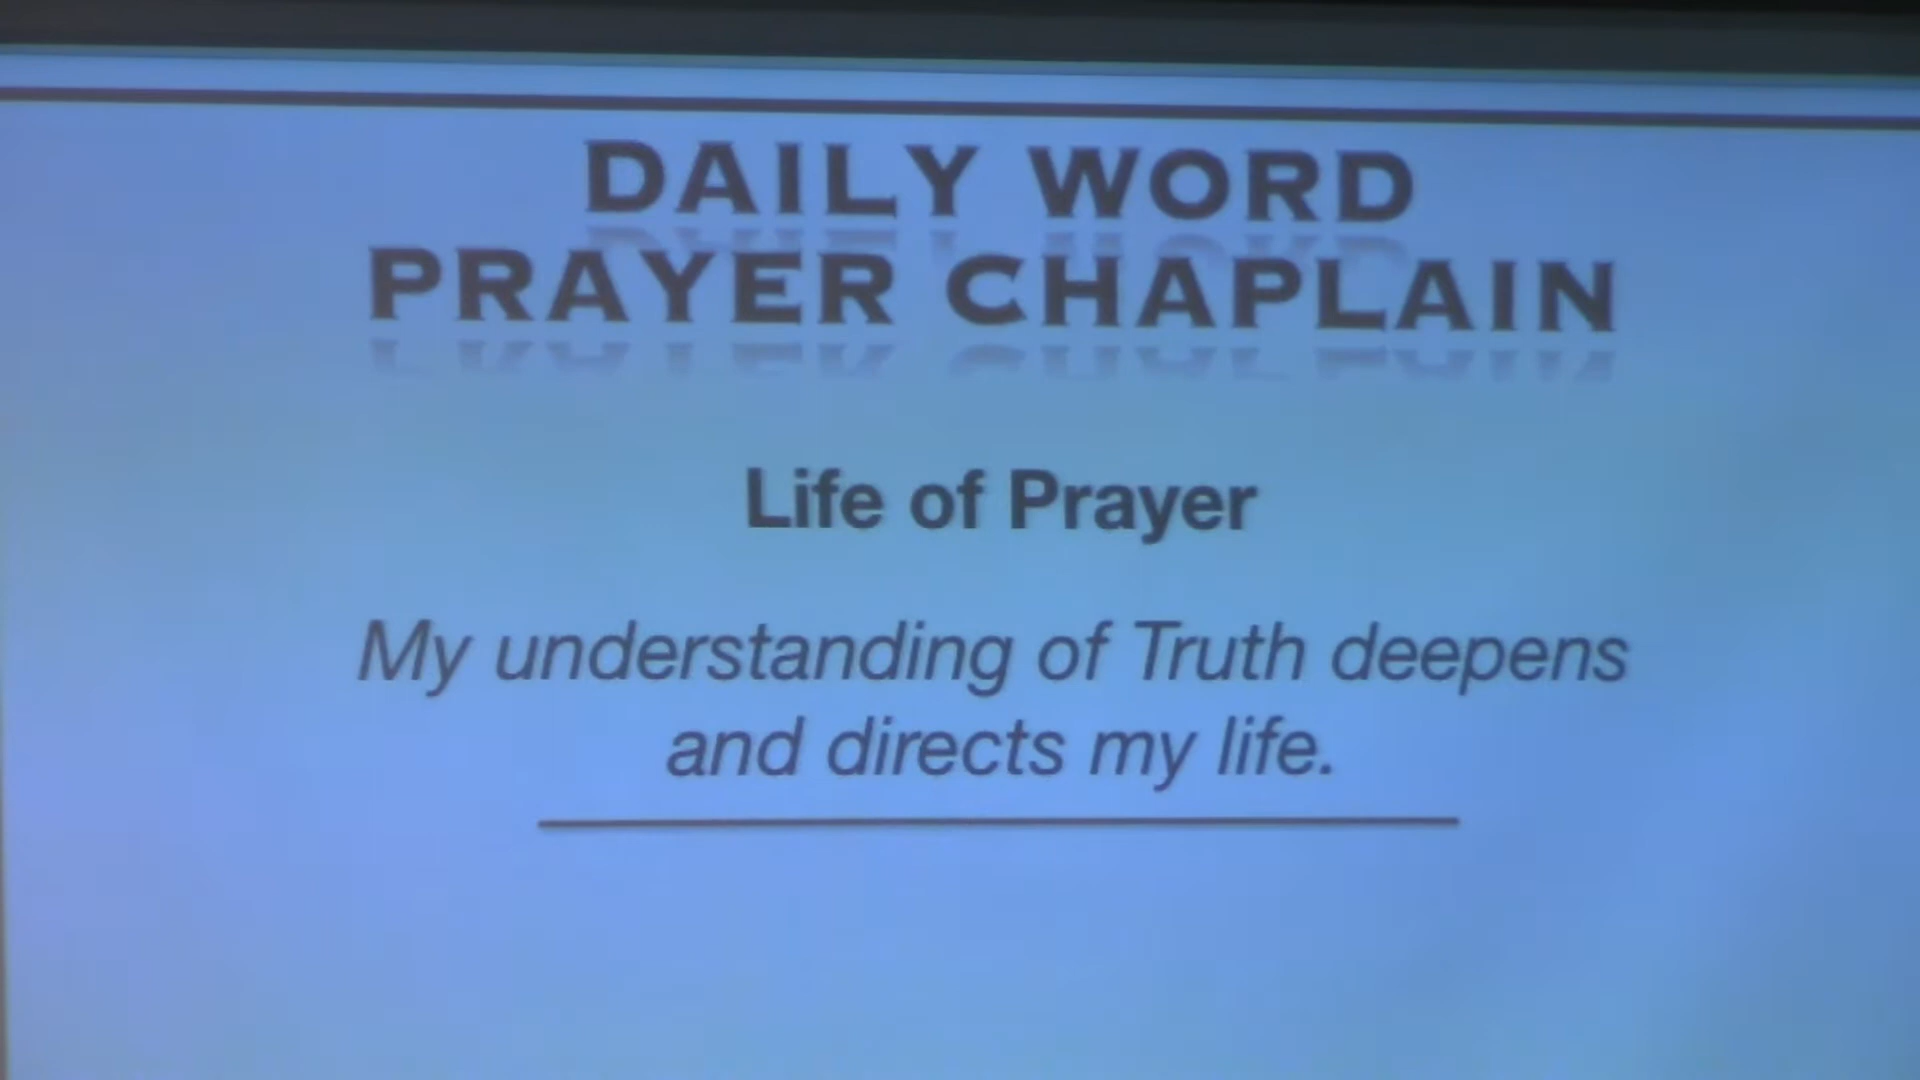 DAILY WORD
PRAYER CHAPLAIN
Life of Prayer
My understanding of Truth deepens
and directs my life.